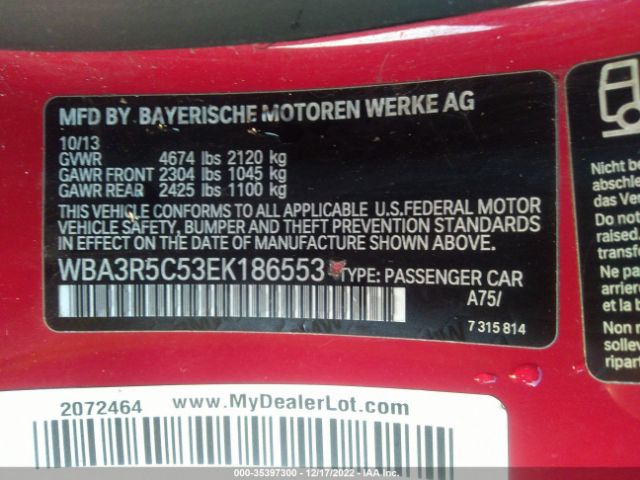 MFD BY BAYERISCHE MOTOREN WERKE AG
10/13
GVWR 4674 lbs 2120 kg
GAWR FRONT 2304 lbs 1045 kg
GAWR REAR 2425 lbs 1100 kg
THIS VEHICLE CONFORMS TO ALL APPLICABLE U.S.FEDERAL MOTOR
VEHICLE SAFETY, BUMPER AND THEFT PREVENTION STANDARDS
IN EFFECT ON THE DATE OF MANUFACTURE SHOWN ABOVE.
WBA3R5C53EK186553 TYPE: PASSENGER CAR
A75/
7 315 814
Nicht be
abschle
das Ver
Do not
raised.
transfe
Ne pas
arriere
et la b
Non r
solle
ripart
2072464 www.MyDealerLot.com
000-35397300 - 12/17/2022 - IAA Inc.